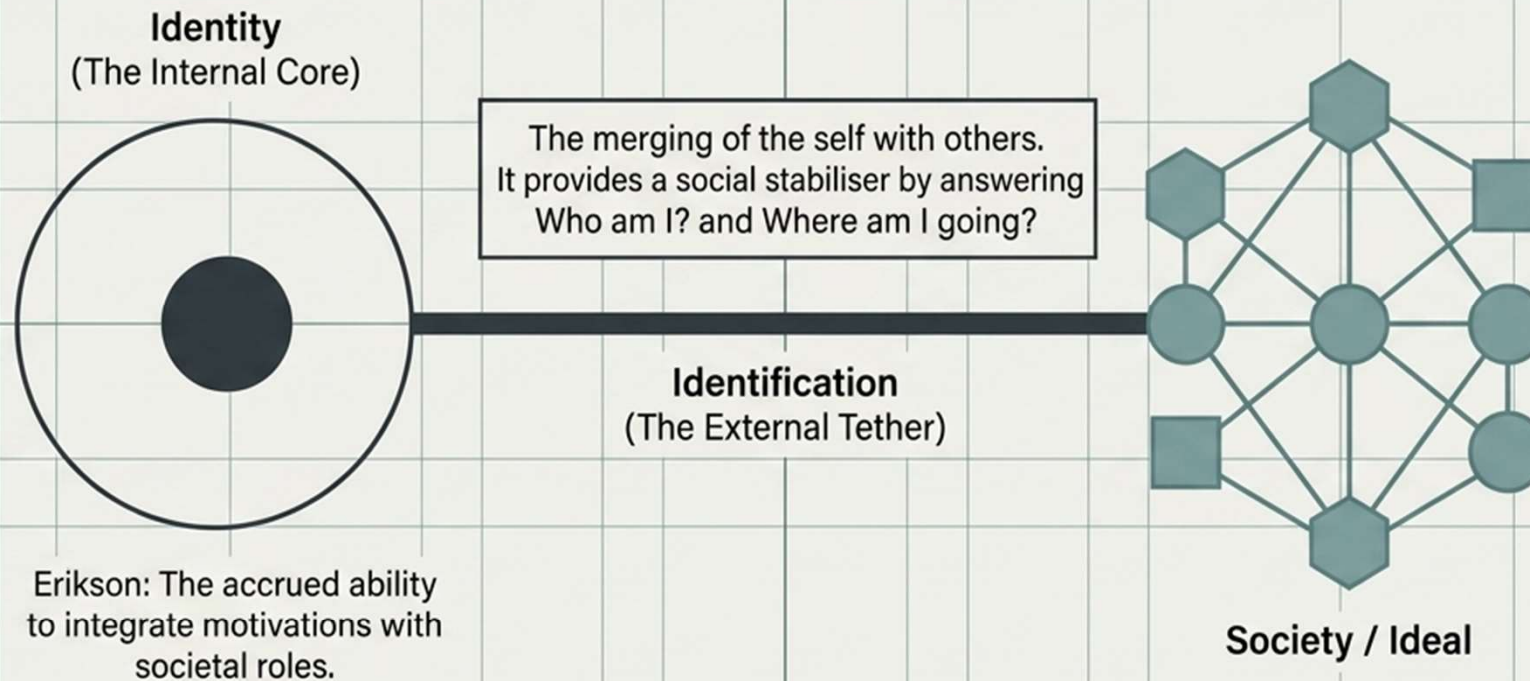 Identity
(The Internal Core)
The merging of the self with others.
It provides a social stabiliser by answering
Who am I? and Where am I going?
Identification
(The External Tether)
Erikson: The accrued ability
to integrate motivations with
societal roles.
Society / Ideal